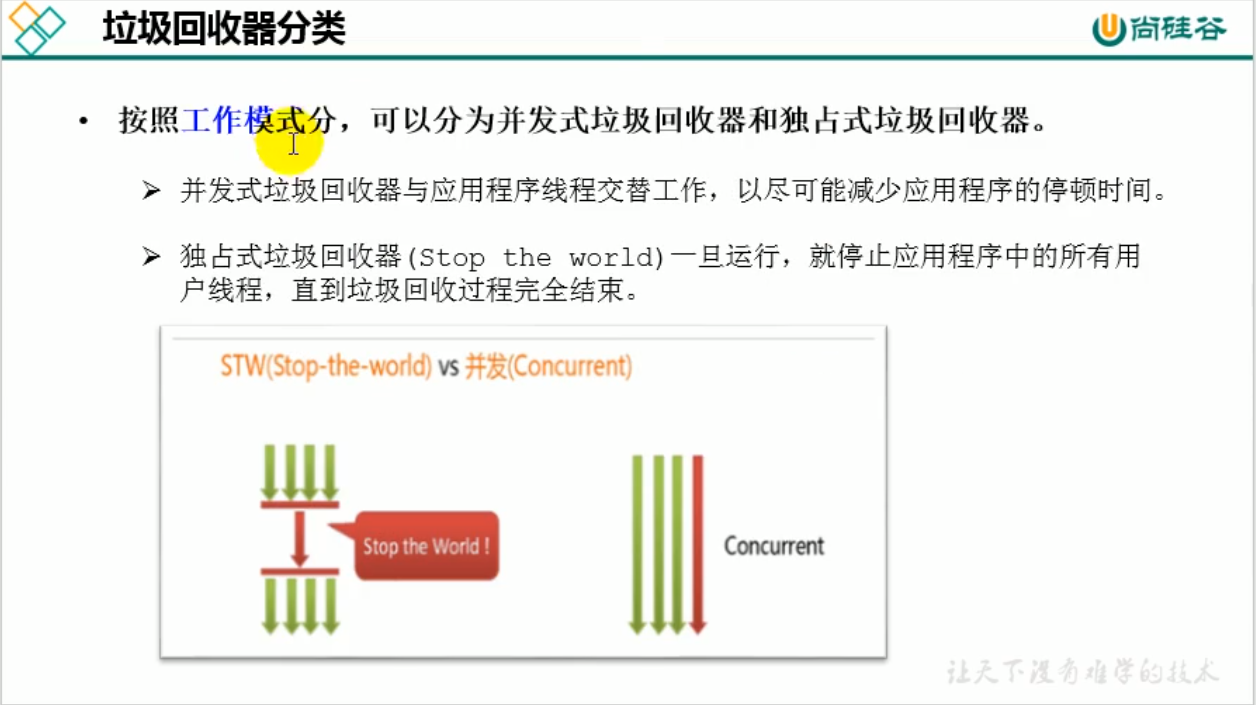 垃圾回收器分类
尚硅谷
• 按照工作模式分，可以分为并发式垃圾回收器和独占式垃圾回收器。
➢ 并发式垃圾回收器与应用程序线程交替工作，以尽可能减少应用程序的停顿时间。
➢ 独占式垃圾回收器(Stop the world)一旦运行，就停止应用程序中的所有用
户线程，直到垃圾回收过程完全结束。
STW(Stop-the-world) vs 并发(Concurrent)
Stop the World !
Concurrent
让天下没有难学的技术